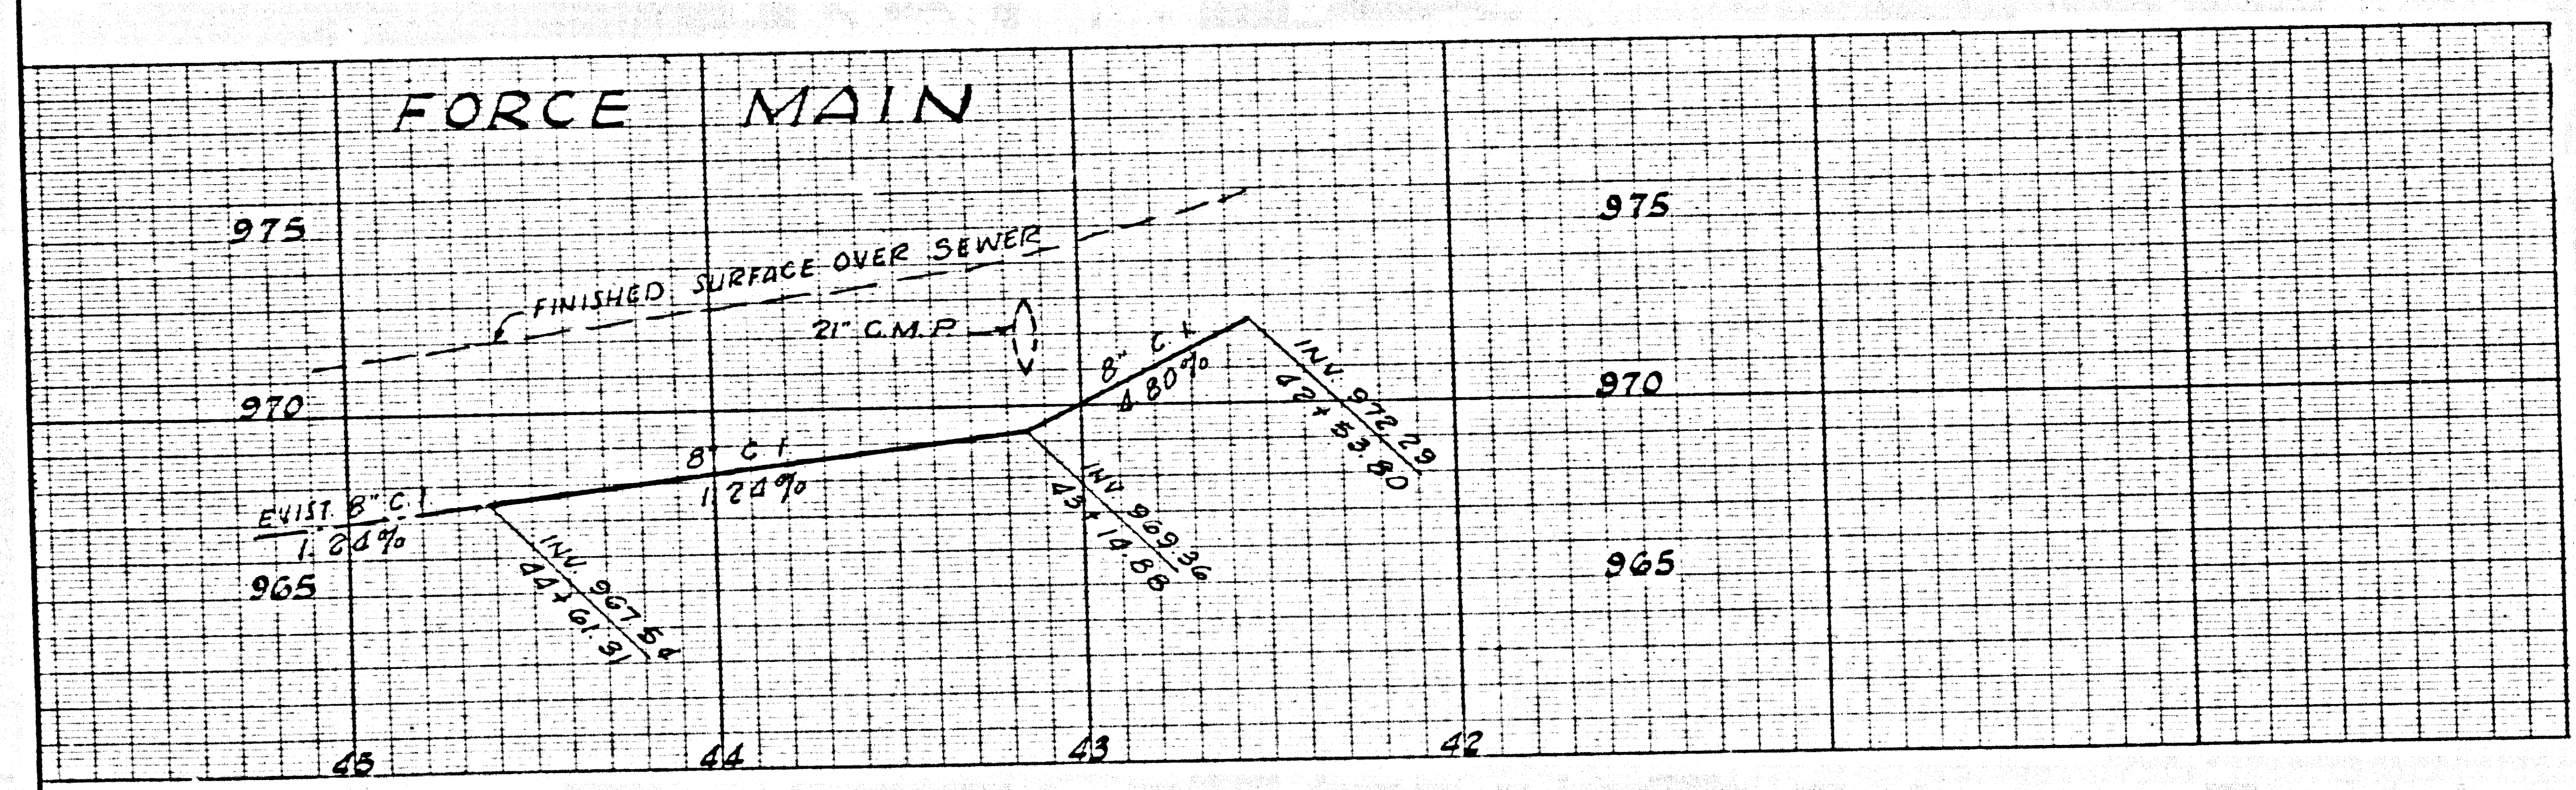 FORCE MAIN
975
975
FINISHED SURFACE OVER SEWER
21" C.M.P.
8" C I
4.80%
INV. 972.29
42+53.80
970
970
8" C I
1.24%
INV. 969.36
43+14.88
EXIST. 8" C I
1.24%
INV. 967.54
44+61.31
965
965
45
44
43
42